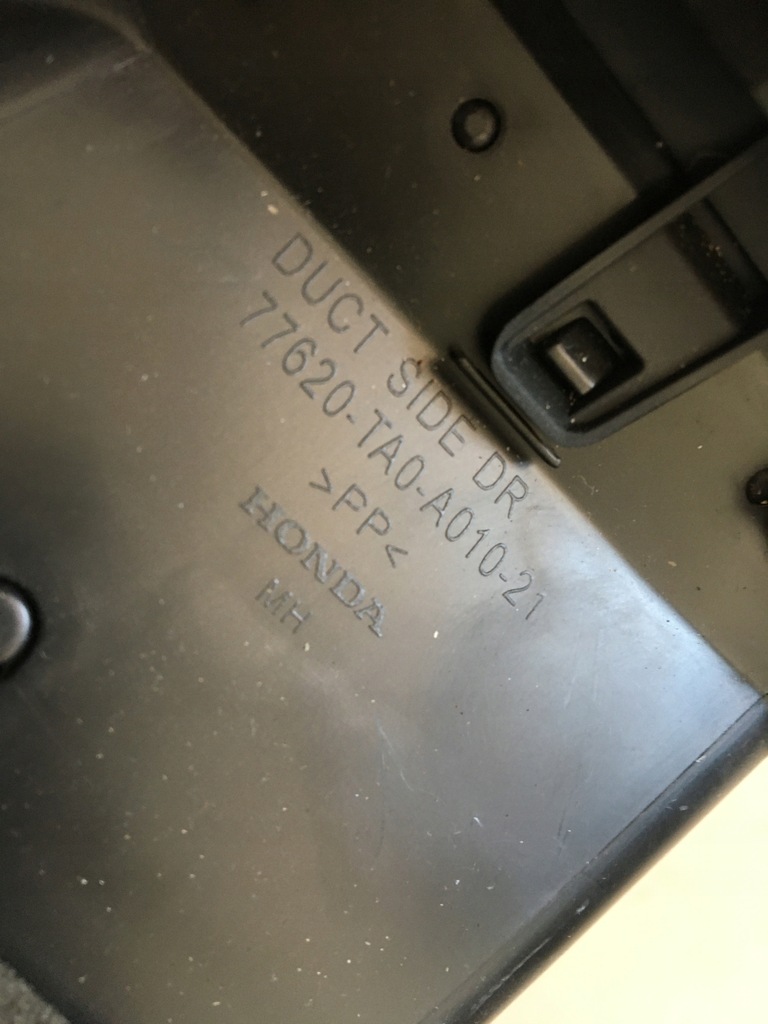 DUCT SIDE DR
77620-TA0-A010-21
>PP<
HONDA
MH